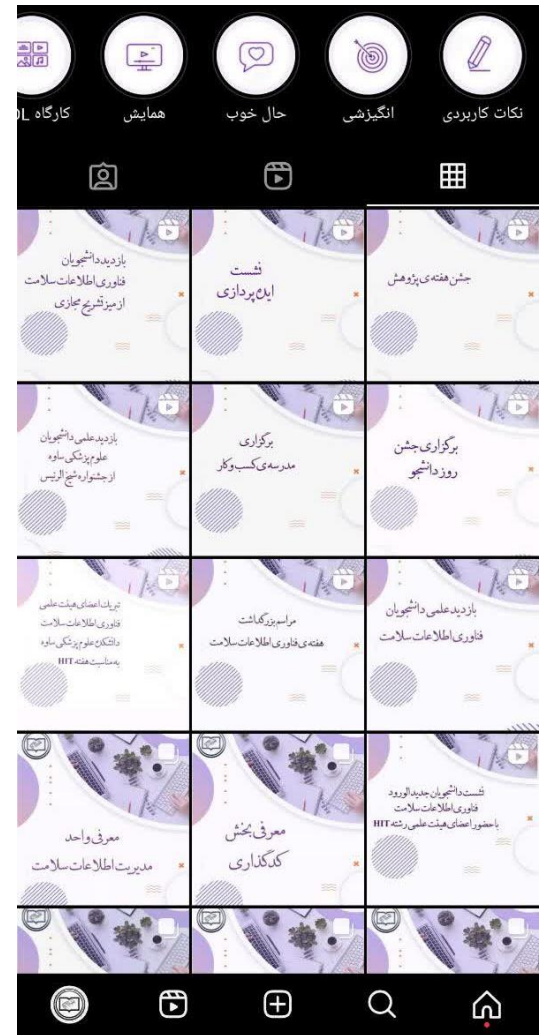 نکات کاربردی
انگیزشی
حال خوب
همایش
کارگاه OL
جشن هفته‌ی پژوهش
نشست
ایده‌پردازی
بازدید دانشجویان
فناوری اطلاعات سلامت
از میز تشریح مجازی
برگزاری جشن
روز دانشجو
برگزاری
مدرسه‌ی کسب‌وکار
بازدید علمی دانشجویان
علوم پزشکی ساوه
از جشنواره شیخ‌الرئیس
بازدید علمی دانشجویان
فناوری اطلاعات سلامت
مراسم بزرگداشت
هفته‌ی فناوری اطلاعات سلامت
تبریک اعضای هیئت علمی
فناوری اطلاعات سلامت
دانشکده علوم پزشکی ساوه
به مناسبت هفته HIT
نشست دانشجویان جدیدالورود
فناوری اطلاعات سلامت
با حضور اعضای هیئت علمی رشته HIT
معرفی بخش
کدگذاری
معرفی واحد
مدیریت اطلاعات سلامت